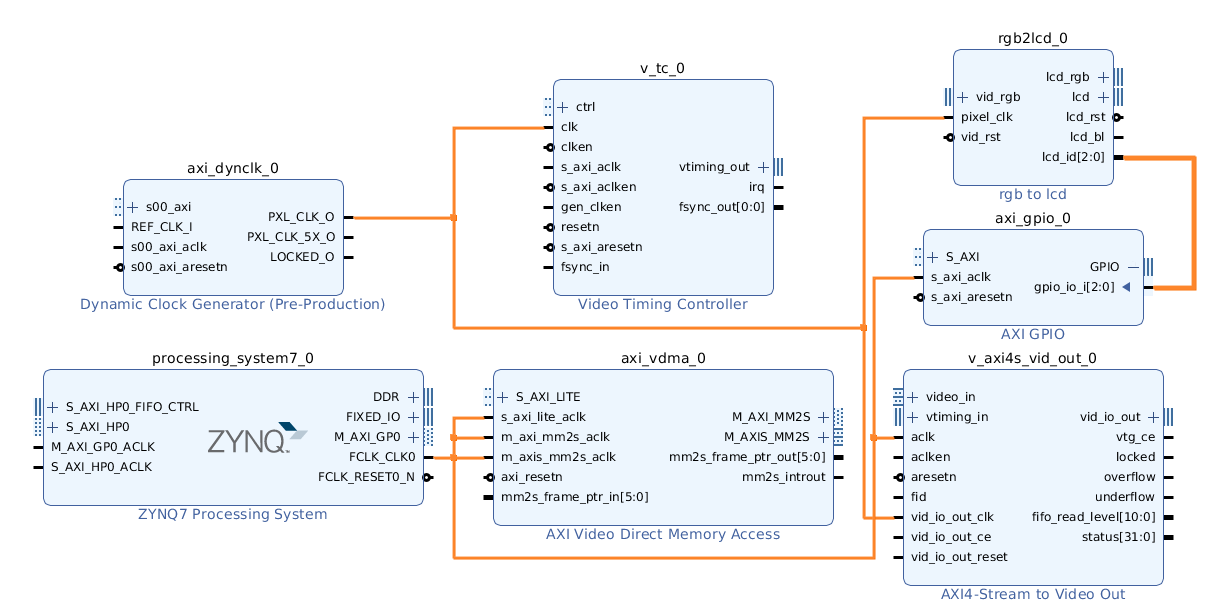 axi_dynclk_0
s00_axi
REF_CLK_I
s00_axi_aclk
s00_axi_aresetn
PXL_CLK_O
PXL_CLK_5X_O
LOCKED_O
Dynamic Clock Generator (Pre-Production)
v_tc_0
ctrl
clk
clken
s_axi_aclk
s_axi_aclken
gen_clken
resetn
s_axi_aresetn
fsync_in
vtiming_out
irq
fsync_out[0:0]
Video Timing Controller
rgb2lcd_0
vid_rgb
pixel_clk
vid_rst
lcd_rgb
lcd
lcd_rst
lcd_bl
lcd_id[2:0]
rgb to lcd
axi_gpio_0
S_AXI
s_axi_aclk
s_axi_aresetn
GPIO
gpio_io_i[2:0]
AXI GPIO
processing_system7_0
S_AXI_HP0_FIFO_CTRL
S_AXI_HP0
M_AXI_GP0_ACLK
S_AXI_HP0_ACLK
ZYNQ
DDR
FIXED_IO
M_AXI_GP0
FCLK_CLK0
FCLK_RESET0_N
ZYNQ7 Processing System
axi_vdma_0
S_AXI_LITE
s_axi_lite_aclk
m_axi_mm2s_aclk
m_axis_mm2s_aclk
axi_resetn
mm2s_frame_ptr_in[5:0]
M_AXI_MM2S
M_AXIS_MM2S
mm2s_frame_ptr_out[5:0]
mm2s_introut
AXI Video Direct Memory Access
v_axi4s_vid_out_0
video_in
vtiming_in
aclk
aclken
aresetn
fid
vid_io_out_clk
vid_io_out_ce
vid_io_out_reset
vid_io_out
vtg_ce
locked
overflow
underflow
fifo_read_level[10:0]
status[31:0]
AXI4-Stream to Video Out